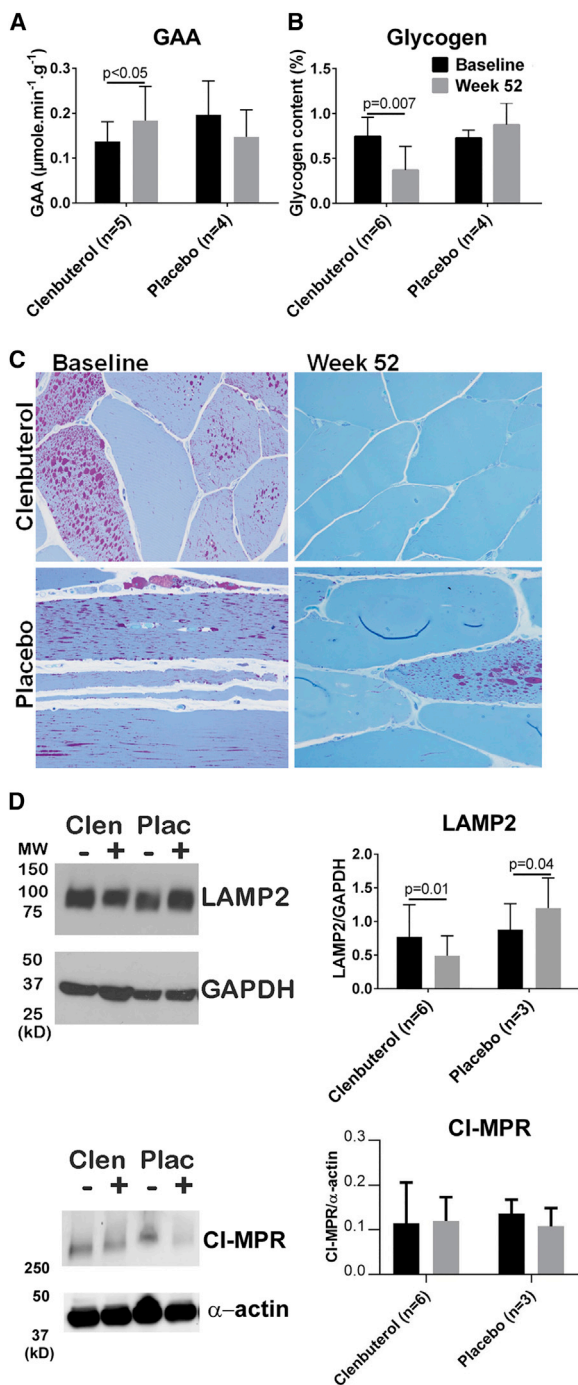 A
GAA
GAA (µmole.min⁻¹.g⁻¹)
0.3
0.2
0.1
0.0
p<0.05
Clenbuterol (n=5)
Placebo (n=4)
B
Glycogen
Glycogen content (%)
1.5
1.0
0.5
0.0
Baseline
Week 52
p=0.007
Clenbuterol (n=6)
Placebo (n=4)
C
Baseline
Week 52
Clenbuterol
Placebo
D
Clen Plac
MW - + - +
150
100
75
LAMP2
50
37
25
(kD)
GAPDH
LAMP2
LAMP2/GAPDH
2.0
1.5
1.0
0.5
0.0
p=0.01
p=0.04
Clenbuterol (n=6)
Placebo (n=3)
Clen Plac
- + - +
CI-MPR
250
50
α-actin
37
(kD)
CI-MPR
CI-MPR/α-actin
0.3
0.2
0.1
0.0
Clenbuterol (n=6)
Placebo (n=3)